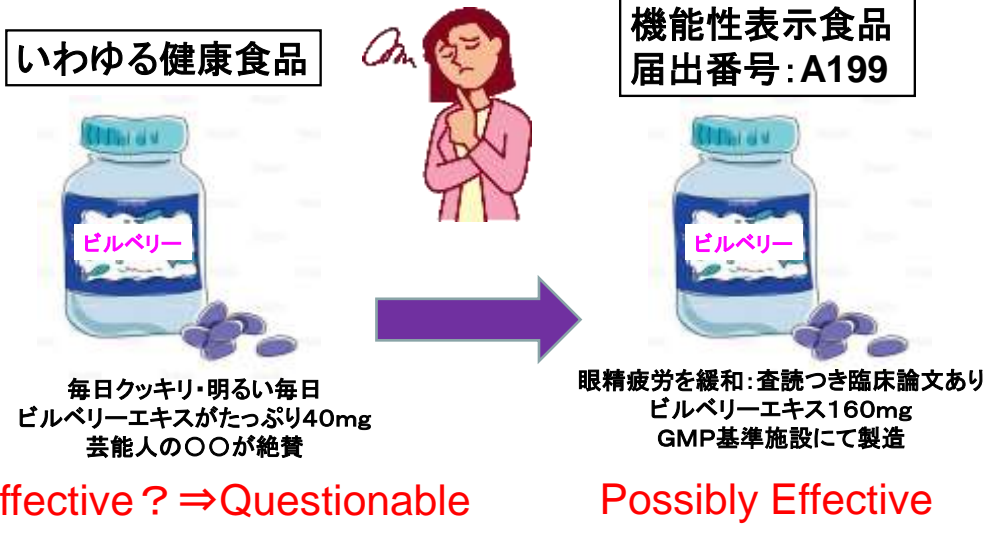 いわゆる健康食品
機能性表示食品
届出番号：A199
ビルベリー
ビルベリー
毎日クッキリ・明るい毎日
ビルベリーエキスがたっぷり40mg
芸能人の○○が絶賛
眼精疲労を緩和：査読つき臨床論文あり
ビルベリーエキス160mg
GMP基準施設にて製造
ffective？⇒Questionable
Possibly Effective